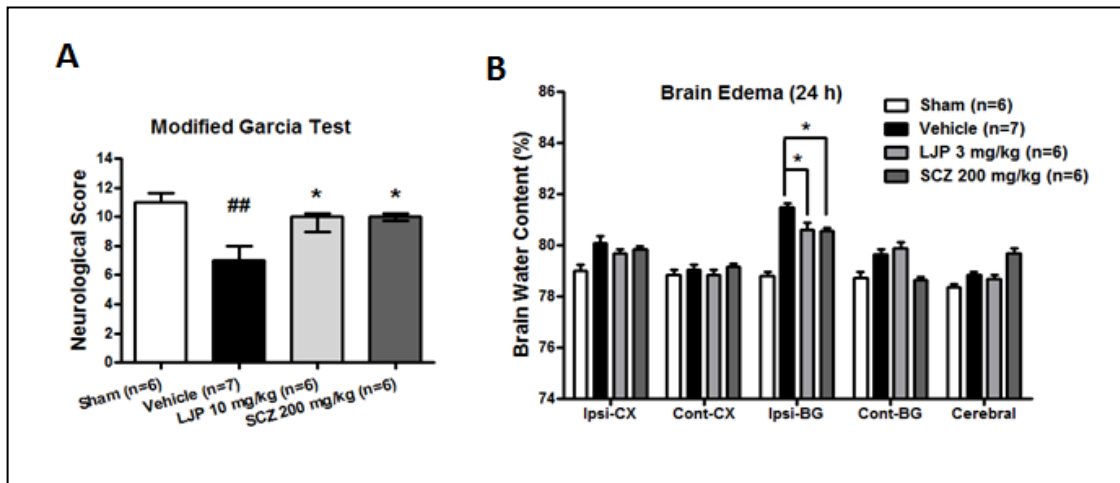 A
Modified Garcia Test
Neurological Score
14
12
10
8
6
4
2
0
##
*
*
Sham (n=6)
Vehicle (n=7)
LJP 10 mg/kg (n=6)
SCZ 200 mg/kg (n=6)
B
Brain Edema (24 h)
Brain Water Content (%)
86
84
82
80
78
76
74
*
*
Sham (n=6)
Vehicle (n=7)
LJP 3 mg/kg (n=6)
SCZ 200 mg/kg (n=6)
Ipsi-CX Cont-CX Ipsi-BG Cont-BG Cerebral